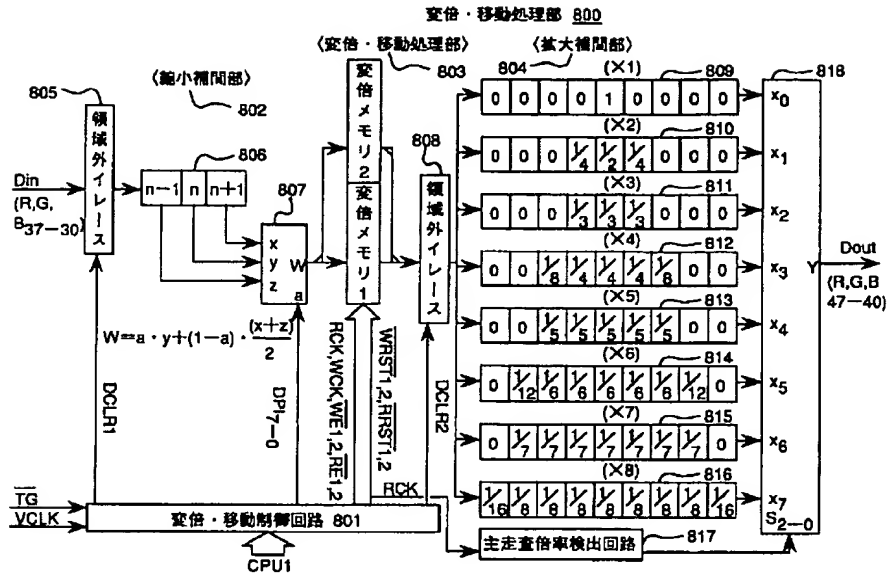 変倍・移動処理部 800
〈変倍・移動処理部〉
803
〈拡大補間部〉
804
〈縮小補間部〉
802
805
領域外イレース
Din
(R,G,
B37-30)
806
n-1 n n+1
807
x
y
z
W
a
W=a・y+(1-a)・(x+z)/2
変倍メモリ2
変倍メモリ1
808
領域外イレース
(×1)
809
0 0 0 0 1 0 0 0 0
(×2)
810
0 0 0 1/4 1/2 1/4 0 0 0
(×3)
811
0 0 0 1/3 1/3 1/3 0 0 0
(×4)
812
0 0 1/8 1/4 1/4 1/4 1/8 0 0
(×5)
813
0 0 1/5 1/5 1/5 1/5 1/5 0 0
(×6)
814
0 1/12 1/6 1/6 1/6 1/6 1/6 1/12 0
(×7)
815
0 1/7 1/7 1/7 1/7 1/7 1/7 1/7 0
(×8)
816
1/16 1/8 1/8 1/8 1/8 1/8 1/8 1/8 1/16
818
x0
x1
x2
x3
x4
x5
x6
x7
S2-0
Y
Dout
(R,G,B
47-40)
DCLR1
DPI7-0
RCK,WCK,WE1,2,RE1,2
WRST1,2,RRST1,2
DCLR2
RCK
TG
VCLK
変倍・移動制御回路 801
CPU1
主走査倍率検出回路
817